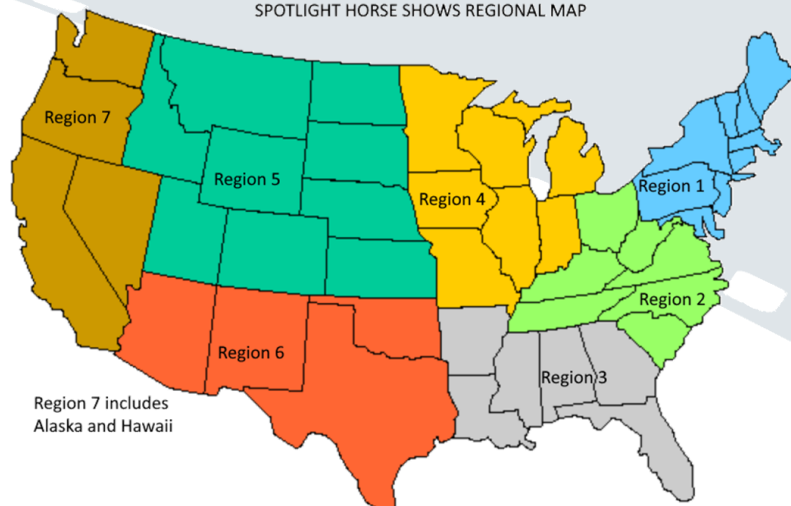 SPOTLIGHT HORSE SHOWS REGIONAL MAP
Region 7
Region 5
Region 4
Region 1
Region 2
Region 6
Region 3
Region 7 includes
Alaska and Hawaii